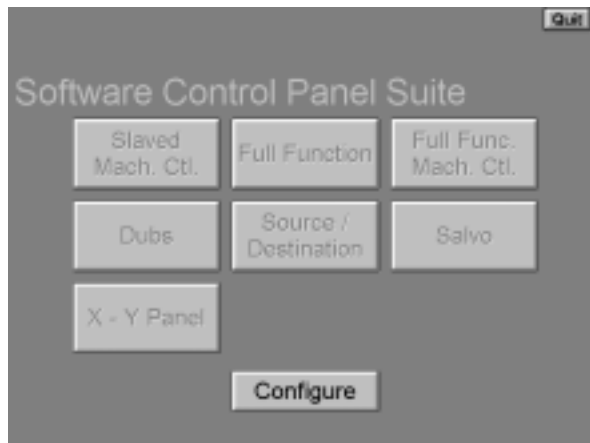 Quit
Software Control Panel Suite
Slaved
Mach. Ctl.
Full Function
Full Func.
Mach. Ctl.
Dubs
Source /
Destination
Salvo
X - Y Panel
Configure